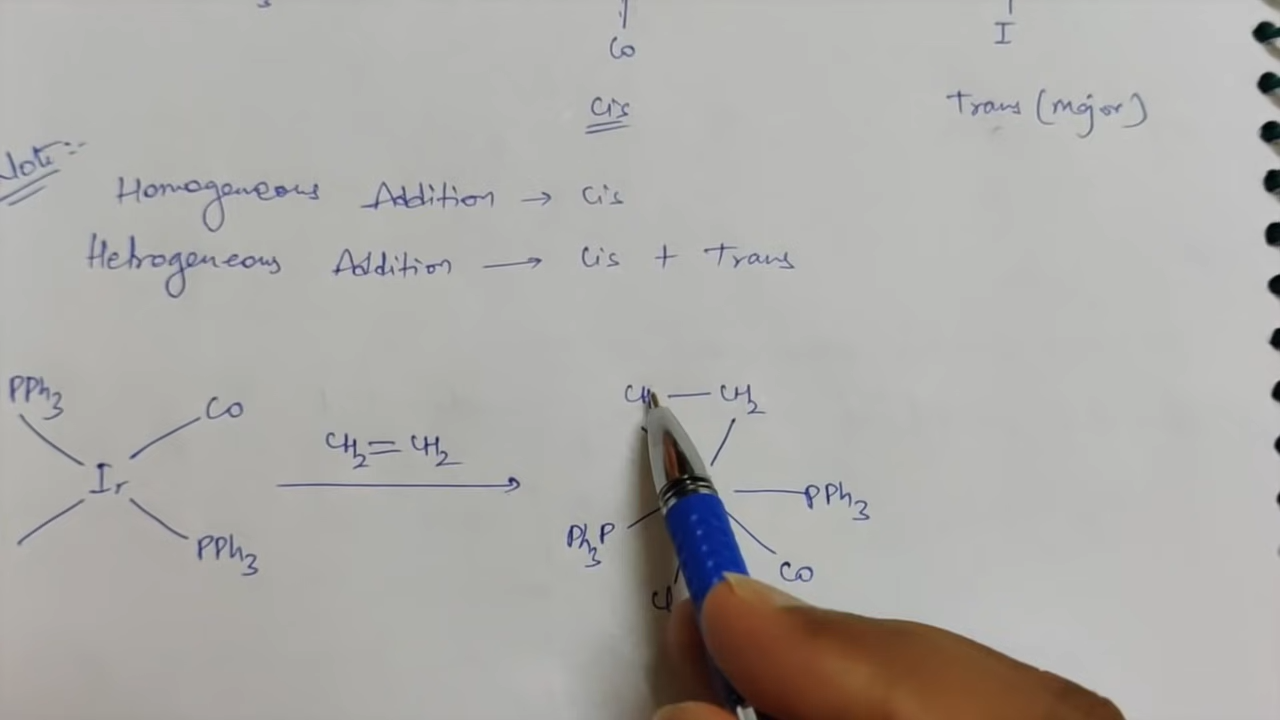 Co I
Cis Trans (Major)
Note:-
Homogeneous Addition → Cis
Hetrogeneous Addition → Cis + Trans
PPh3 Co CH2=CH2 — CH2
Ir PPh3
PPh3 Ph3P Co
Cl